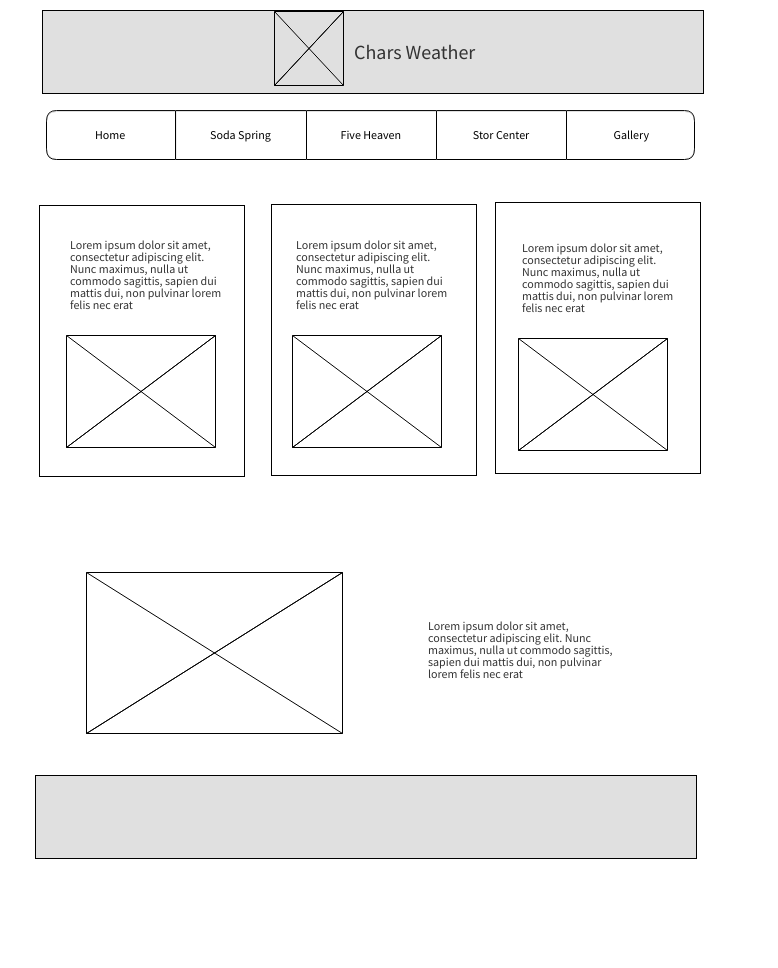 Chars Weather
Home
Soda Spring
Five Heaven
Stor Center
Gallery
Lorem ipsum dolor sit amet,
consectetur adipiscing elit.
Nunc maximus, nulla ut
commodo sagittis, sapien dui
mattis dui, non pulvinar lorem
felis nec erat
Lorem ipsum dolor sit amet,
consectetur adipiscing elit.
Nunc maximus, nulla ut
commodo sagittis, sapien dui
mattis dui, non pulvinar lorem
felis nec erat
Lorem ipsum dolor sit amet,
consectetur adipiscing elit.
Nunc maximus, nulla ut
commodo sagittis, sapien dui
mattis dui, non pulvinar lorem
felis nec erat
Lorem ipsum dolor sit amet,
consectetur adipiscing elit. Nunc
maximus, nulla ut commodo sagittis,
sapien dui mattis dui, non pulvinar
lorem felis nec erat